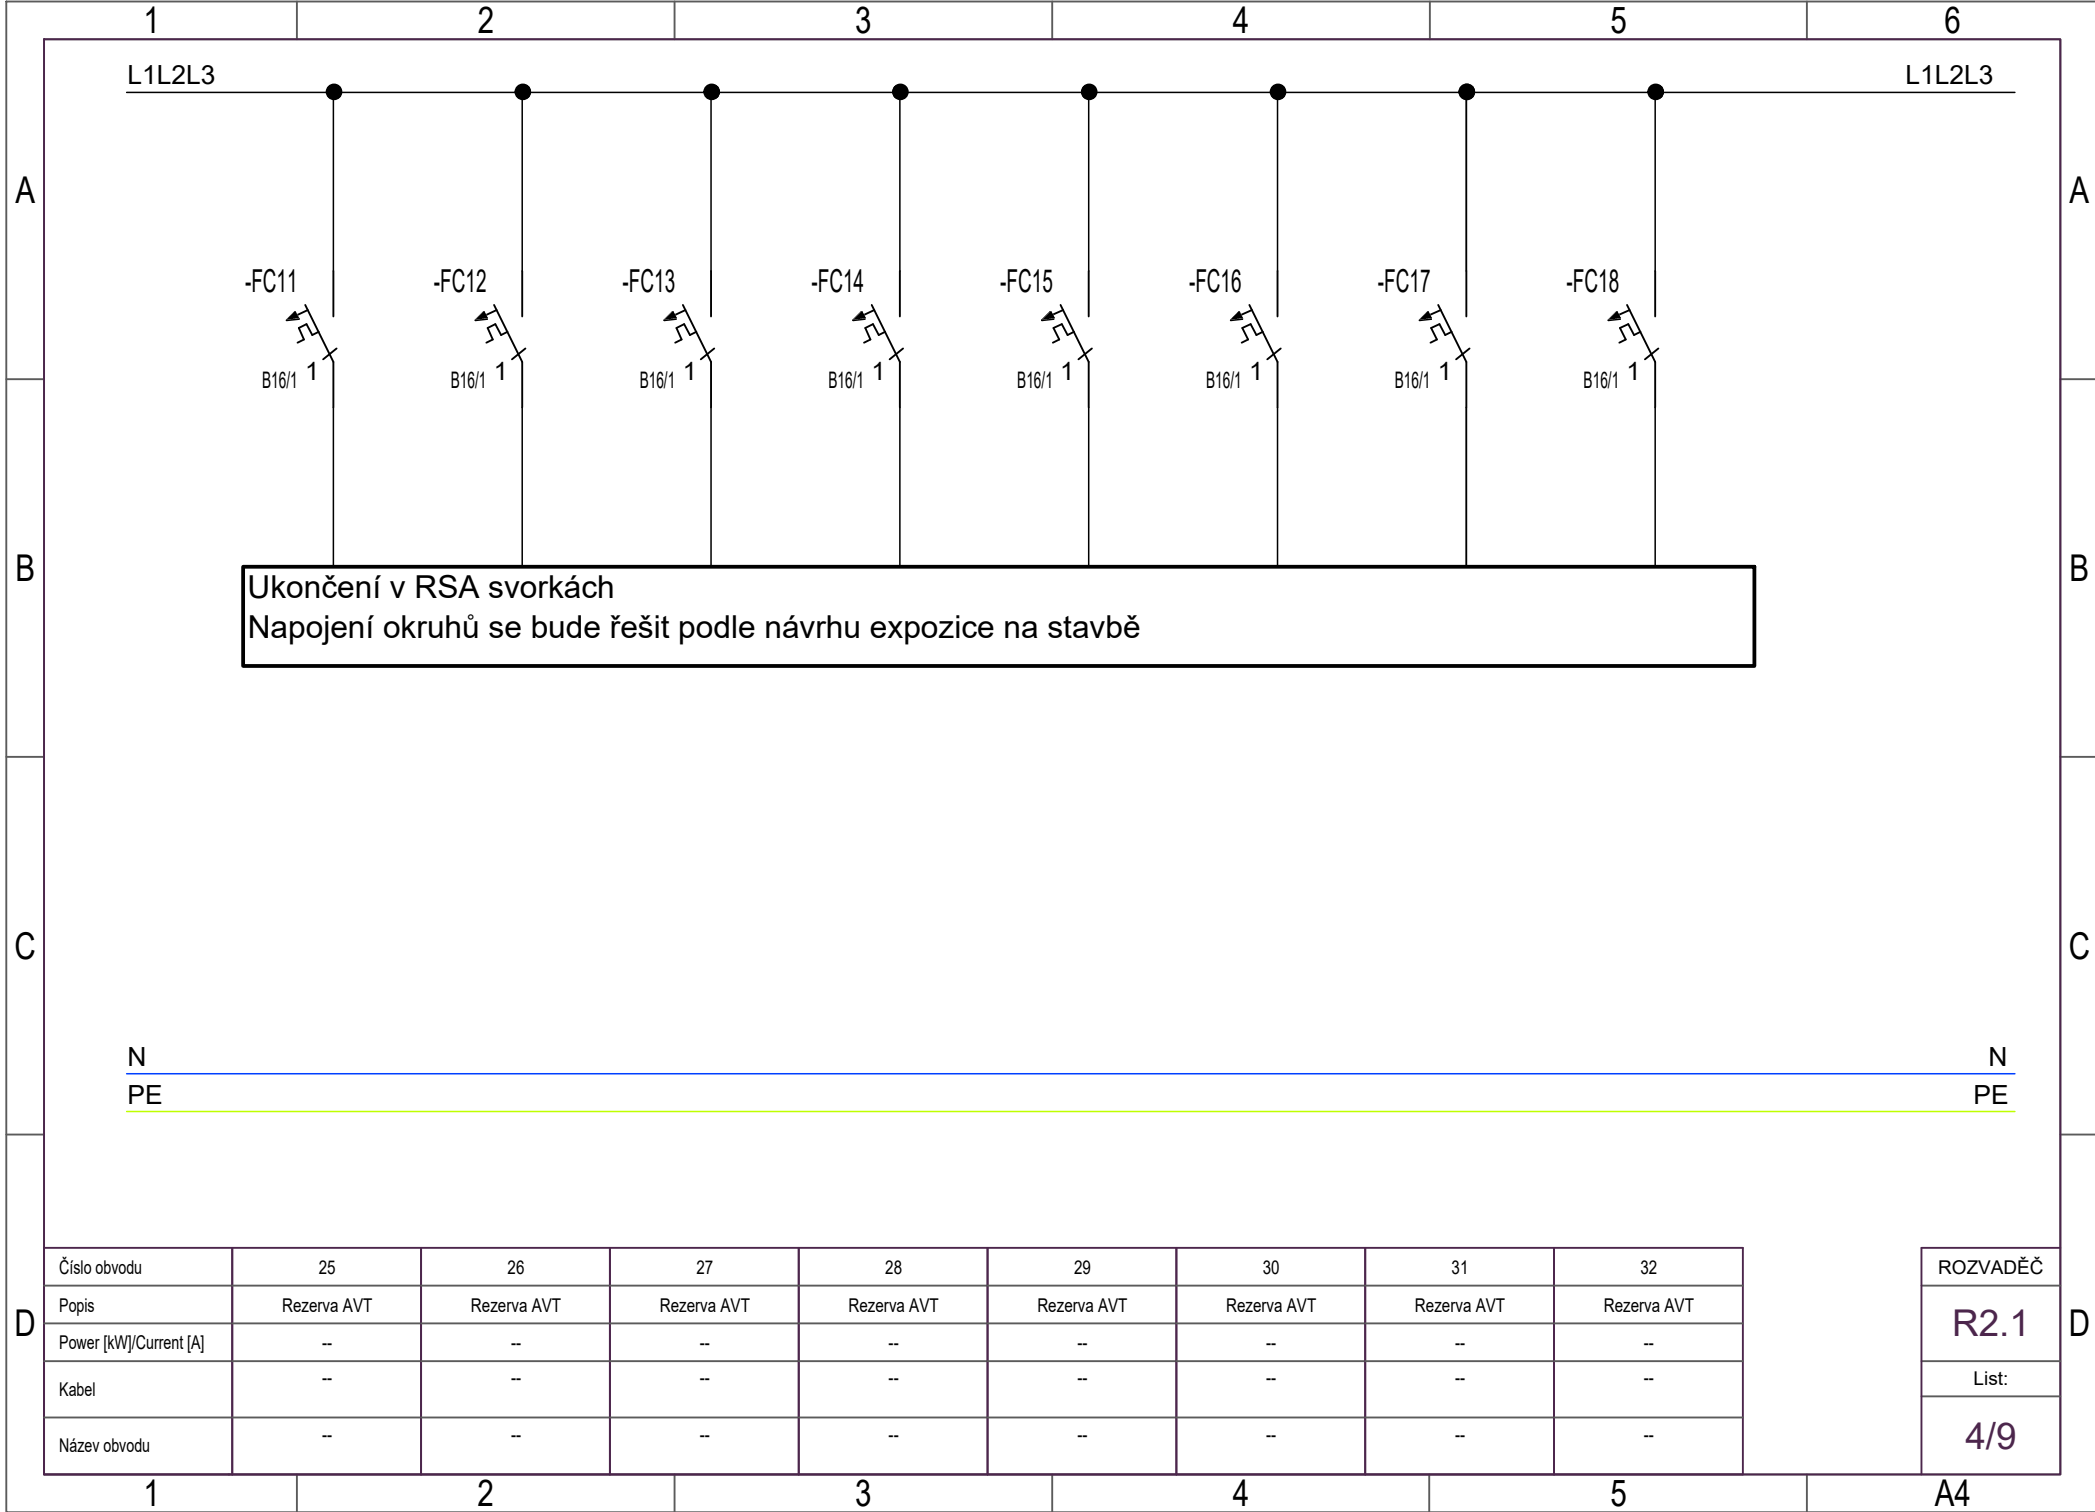 1 2 3 4 5 6
L1L2L3 L1L2L3
A A
-FC11 -FC12 -FC13 -FC14 -FC15 -FC16 -FC17 -FC18
B16/1 1 B16/1 1 B16/1 1 B16/1 1 B16/1 1 B16/1 1 B16/1 1 B16/1 1
B B
Ukončení v RSA svorkách
Napojení okruhů se bude řešit podle návrhu expozice na stavbě
C C
N N
PE PE
Číslo obvodu 25 26 27 28 29 30 31 32 ROZVADĚČ
Popis Rezerva AVT Rezerva AVT Rezerva AVT Rezerva AVT Rezerva AVT Rezerva AVT Rezerva AVT Rezerva AVT
D R2.1 D
Power [kW]/Current [A] -- -- -- -- -- -- -- --
Kabel -- -- -- -- -- -- -- -- List:
Název obvodu -- -- -- -- -- -- -- -- 4/9
1 2 3 4 5 A4